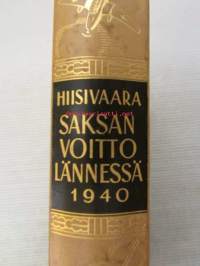 HIISIVAARA
SAKSAN
VOITTO
LÄNNESSÄ
1940